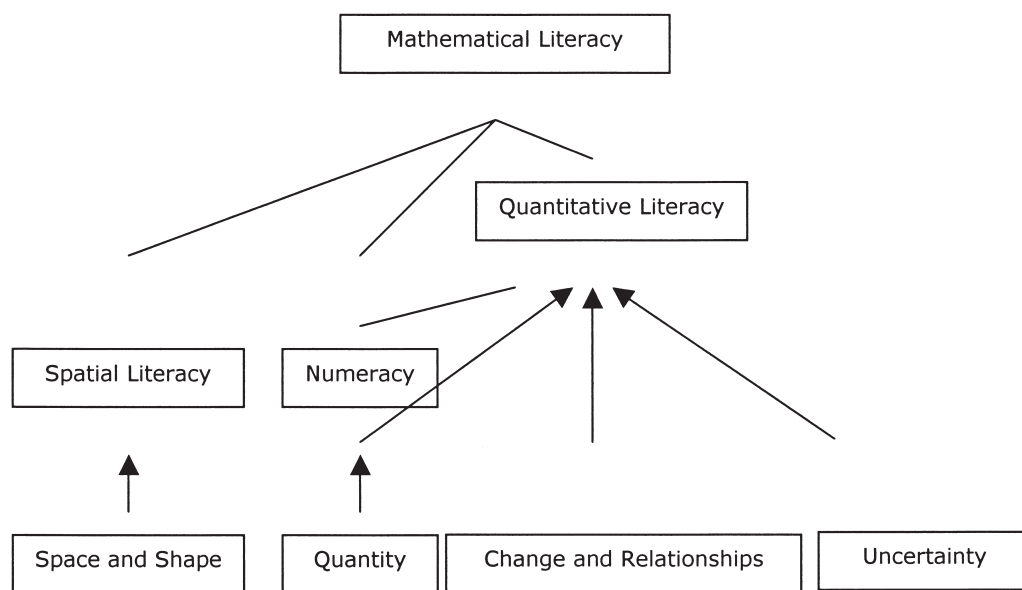 Mathematical Literacy
Quantitative Literacy
Spatial Literacy
Numeracy
Space and Shape
Quantity
Change and Relationships
Uncertainty